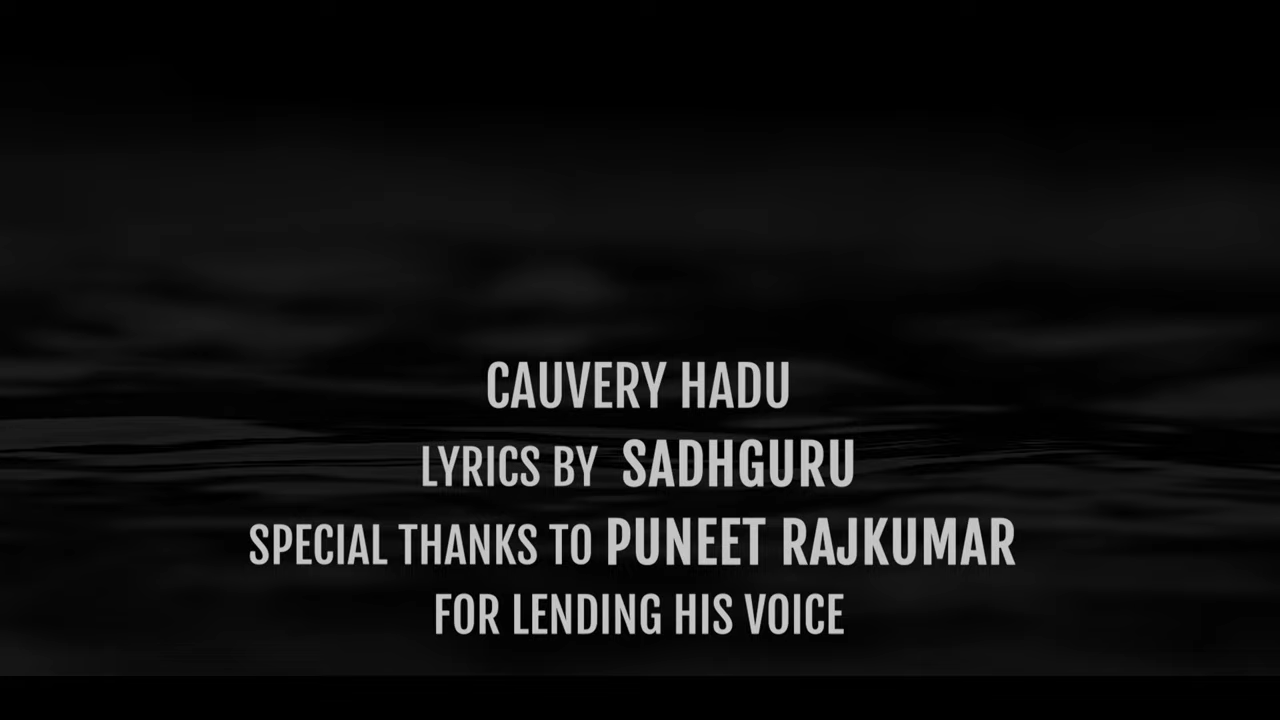 CAUVERY HADU
LYRICS BY SADHGURU
SPECIAL THANKS TO PUNEET RAJKUMAR
FOR LENDING HIS VOICE